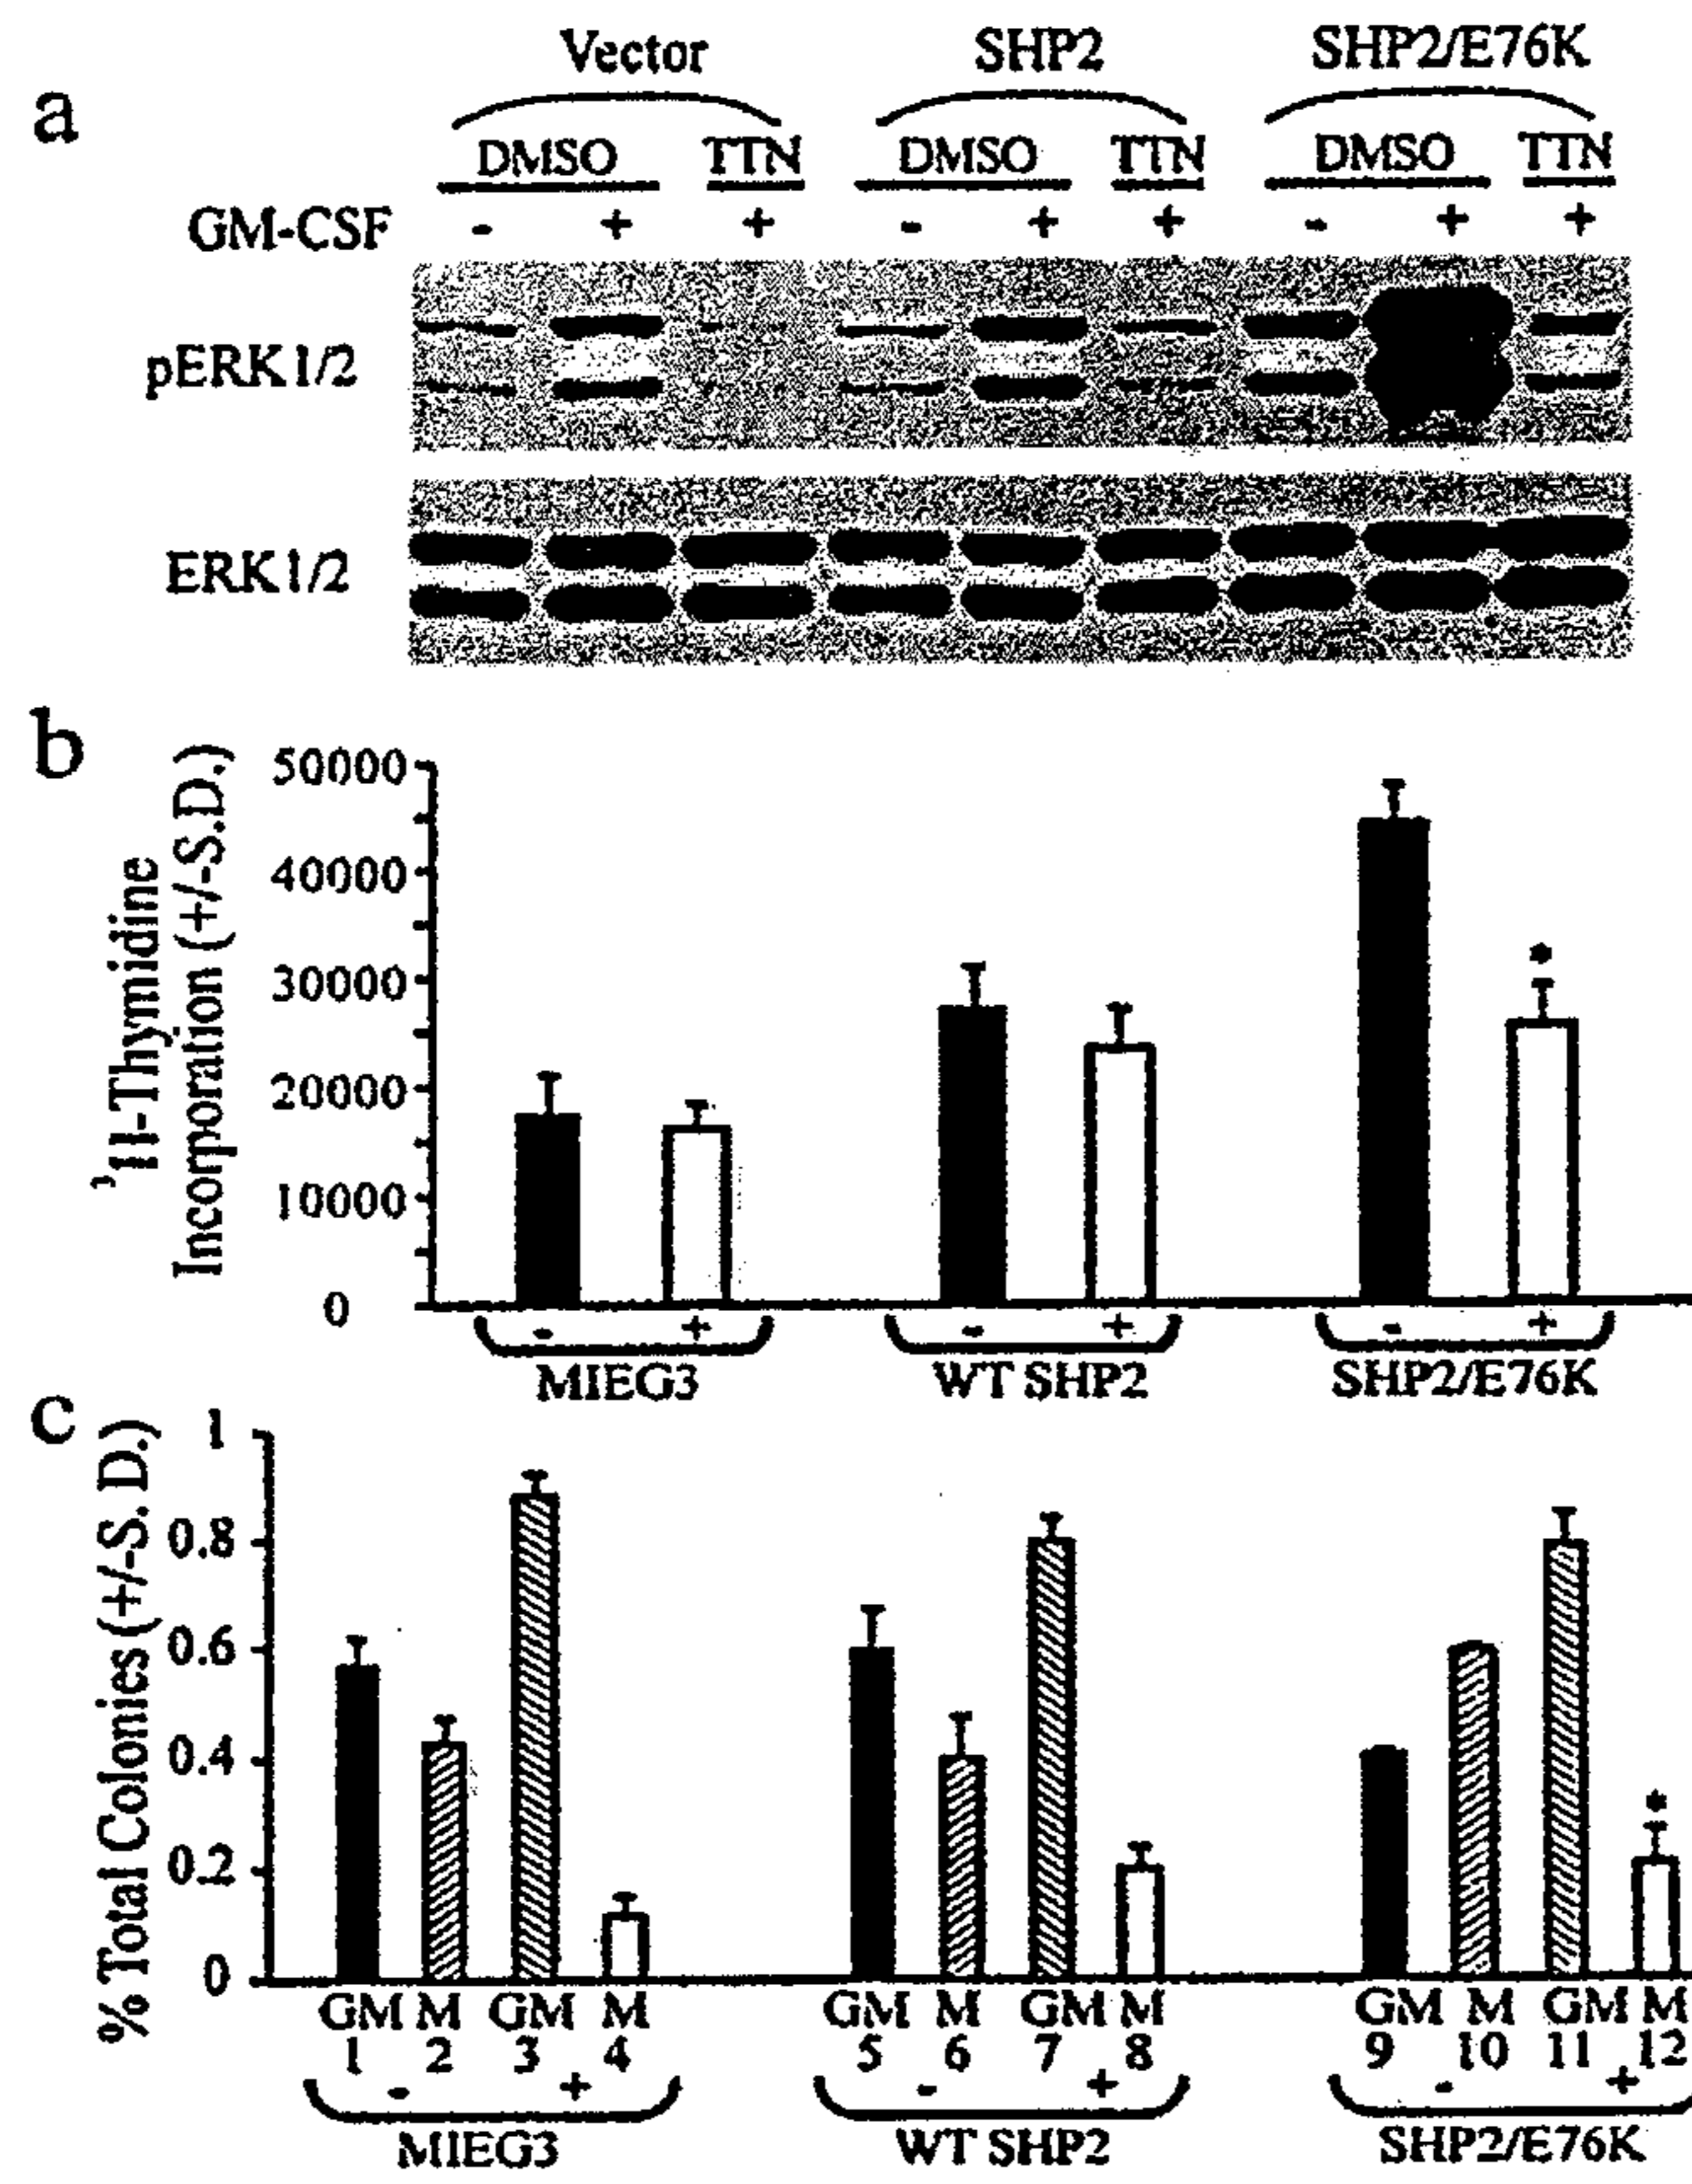 a
Vector SHP2 SHP2/E76K
DMSO TTN DMSO TTN DMSO TTN
GM-CSF - + + - + + - + +
pERK1/2
ERK1/2
b
³H-Thymidine
Incorporation (+/-S.D.)
50000
40000
30000
20000
10000
0
*
- + - + - +
MIEG3 WT SHP2 SHP2/E76K
c
% Total Colonies (+/-S. D.)
1
0.8
0.6
0.4
0.2
0
*
GM M GM M GM M GM M GM M GM M
1 2 3 4 5 6 7 8 9 10 11 12
- + - + - +
MIEG3 WT SHP2 SHP2/E76K